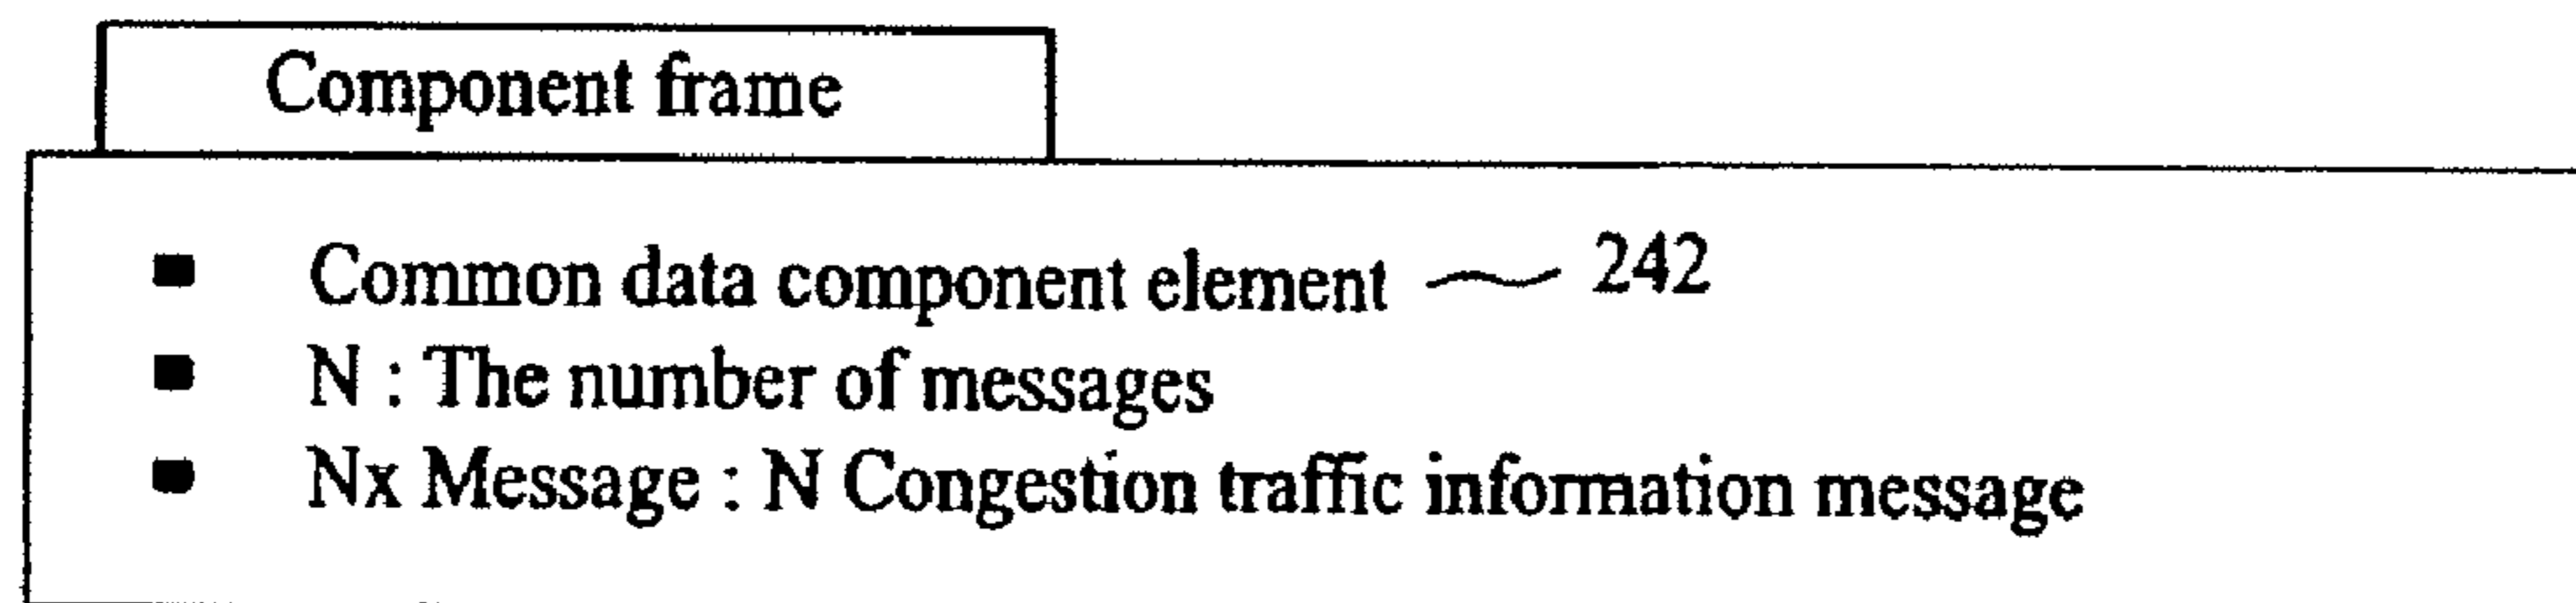 Component frame
■ Common data component element 242
■ N : The number of messages
■ Nx Message : N Congestion traffic information message